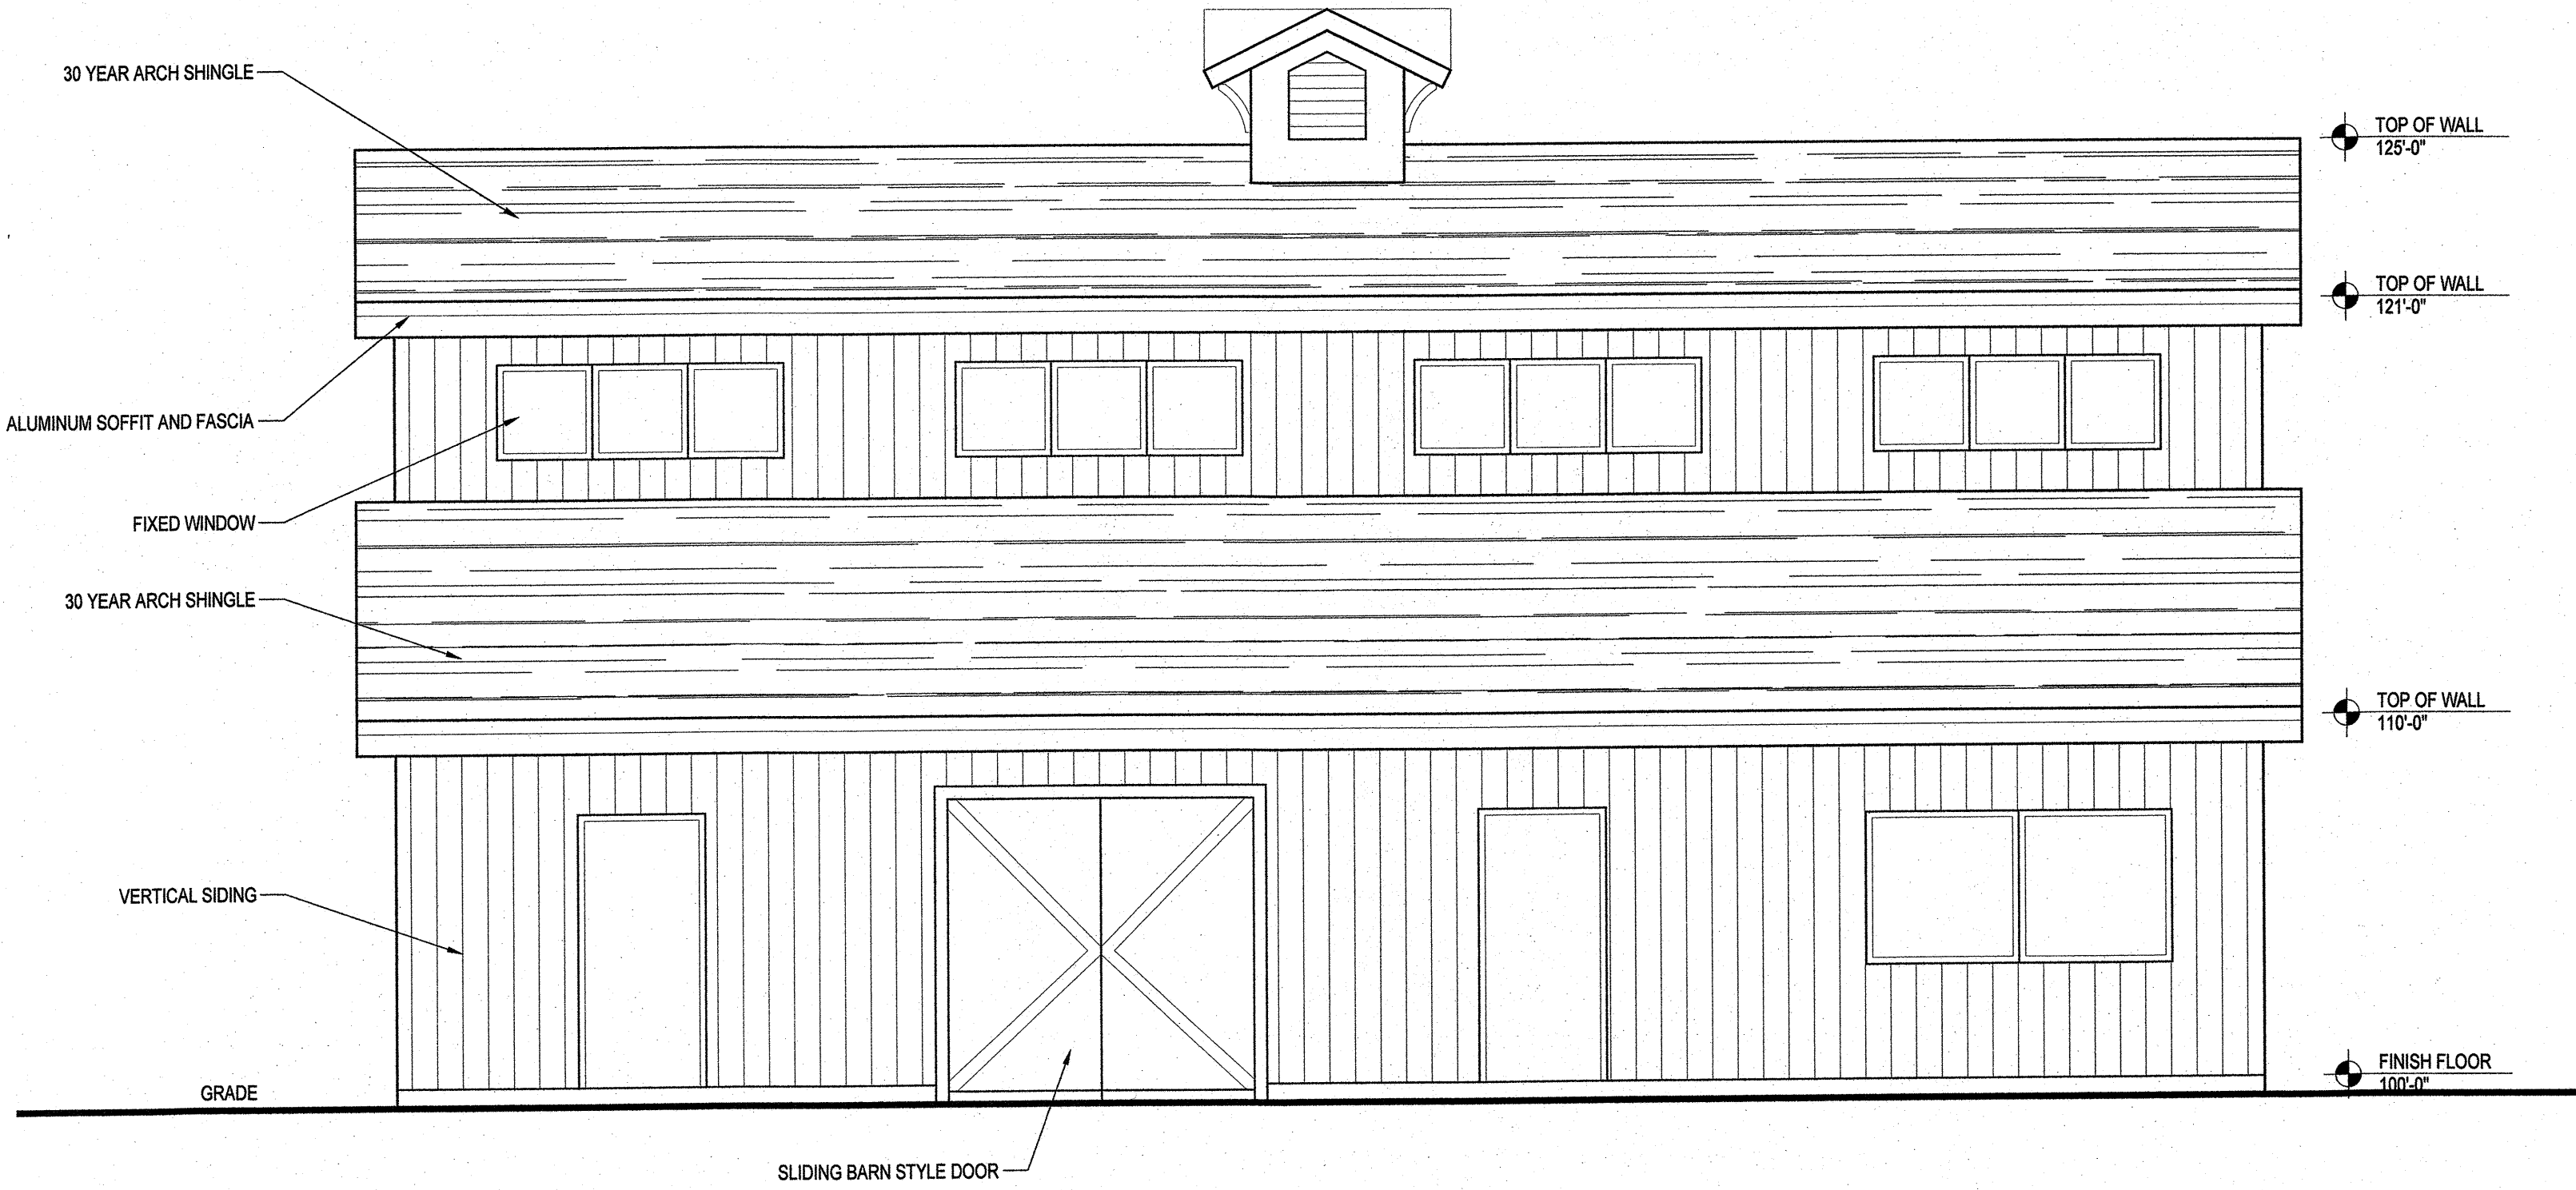 30 YEAR ARCH SHINGLE
TOP OF WALL
125'-0"
TOP OF WALL
121'-0"
ALUMINUM SOFFIT AND FASCIA
FIXED WINDOW
30 YEAR ARCH SHINGLE
TOP OF WALL
110'-0"
VERTICAL SIDING
FINISH FLOOR
100'-0"
GRADE
SLIDING BARN STYLE DOOR